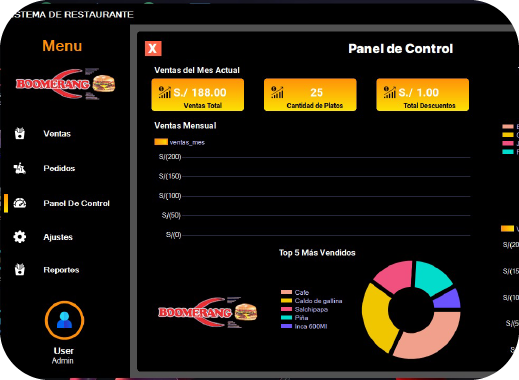 STEMA DE RESTAURANTE
Menu
BOOMERANG
Ventas
Pedidos
Panel De Control
Ajustes
Reportes
User
Admin
X
Panel de Control
Ventas del Mes Actual
S./ 188.00
Ventas Total
25
Cantidad de Platos
S./ 1.00
Total Descuentos
Ventas Mensual
ventas_mes
S/(200)
S/(150)
S/(100)
S/(50)
S/(0)
Top 5 Más Vendidos
BOOMERANG
Cafe
Caldo de gallina
Salchipapa
Piña
Inca 600Ml
S/(20
S/(15
S/(10
S/(5